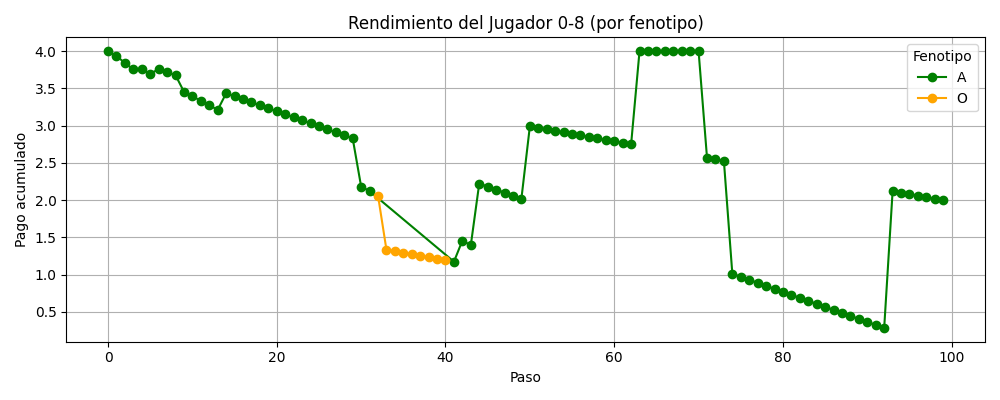 Rendimiento del Jugador 0-8 (por fenotipo)
Pago acumulado
4.0
3.5
3.0
2.5
2.0
1.5
1.0
0.5
Fenotipo
A
O
0
20
40
60
80
100
Paso